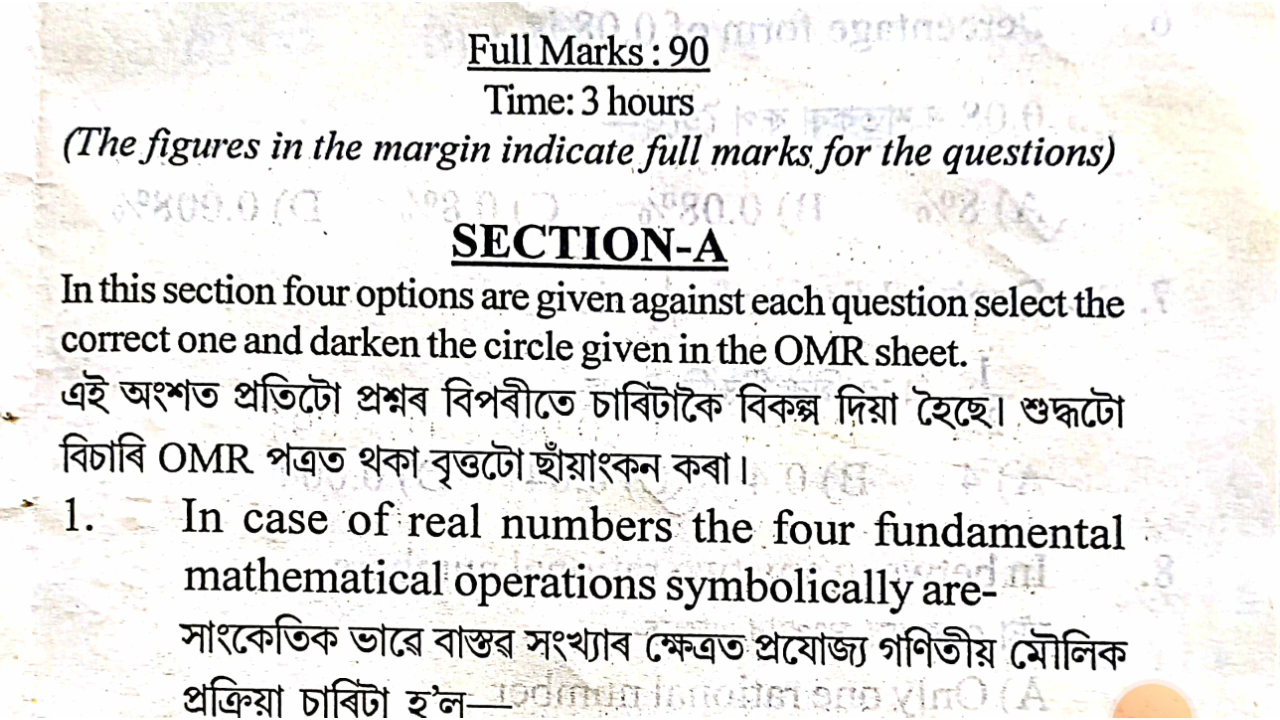 Full Marks : 90
Time: 3 hours
(The figures in the margin indicate full marks for the questions)
SECTION-A
In this section four options are given against each question select the
correct one and darken the circle given in the OMR sheet.
এই অংশত প্ৰতিটো প্ৰশ্নৰ বিপৰীতে চাৰিটাকৈ বিকল্প দিয়া হৈছে। শুদ্ধটো
বিচাৰি OMR পত্ৰত থকা বৃত্তটো ছাঁয়াংকন কৰা।
1. In case of real numbers the four fundamental
mathematical operations symbolically are-
সাংকেতিক ভাৱে বাস্তৱ সংখ্যাৰ ক্ষেত্ৰত প্ৰযোজ্য গণিতীয় মৌলিক
প্ৰক্ৰিয়া চাৰিটা হ'ল—